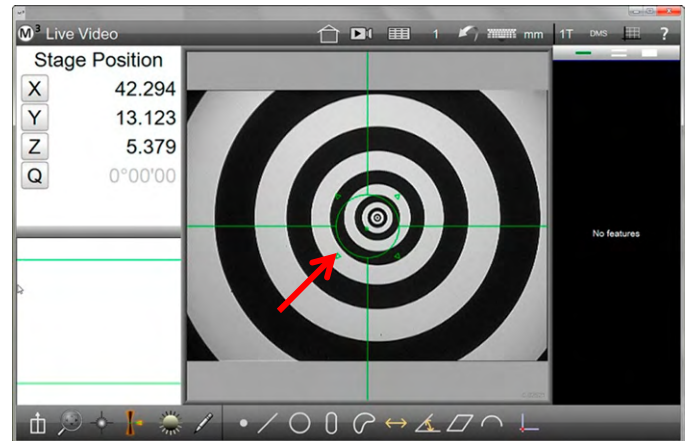 M³ Live Video
1
mm
1T
DMS
?
Stage Position
X 42.294
Y 13.123
Z 5.379
Q 0°00'00
No features